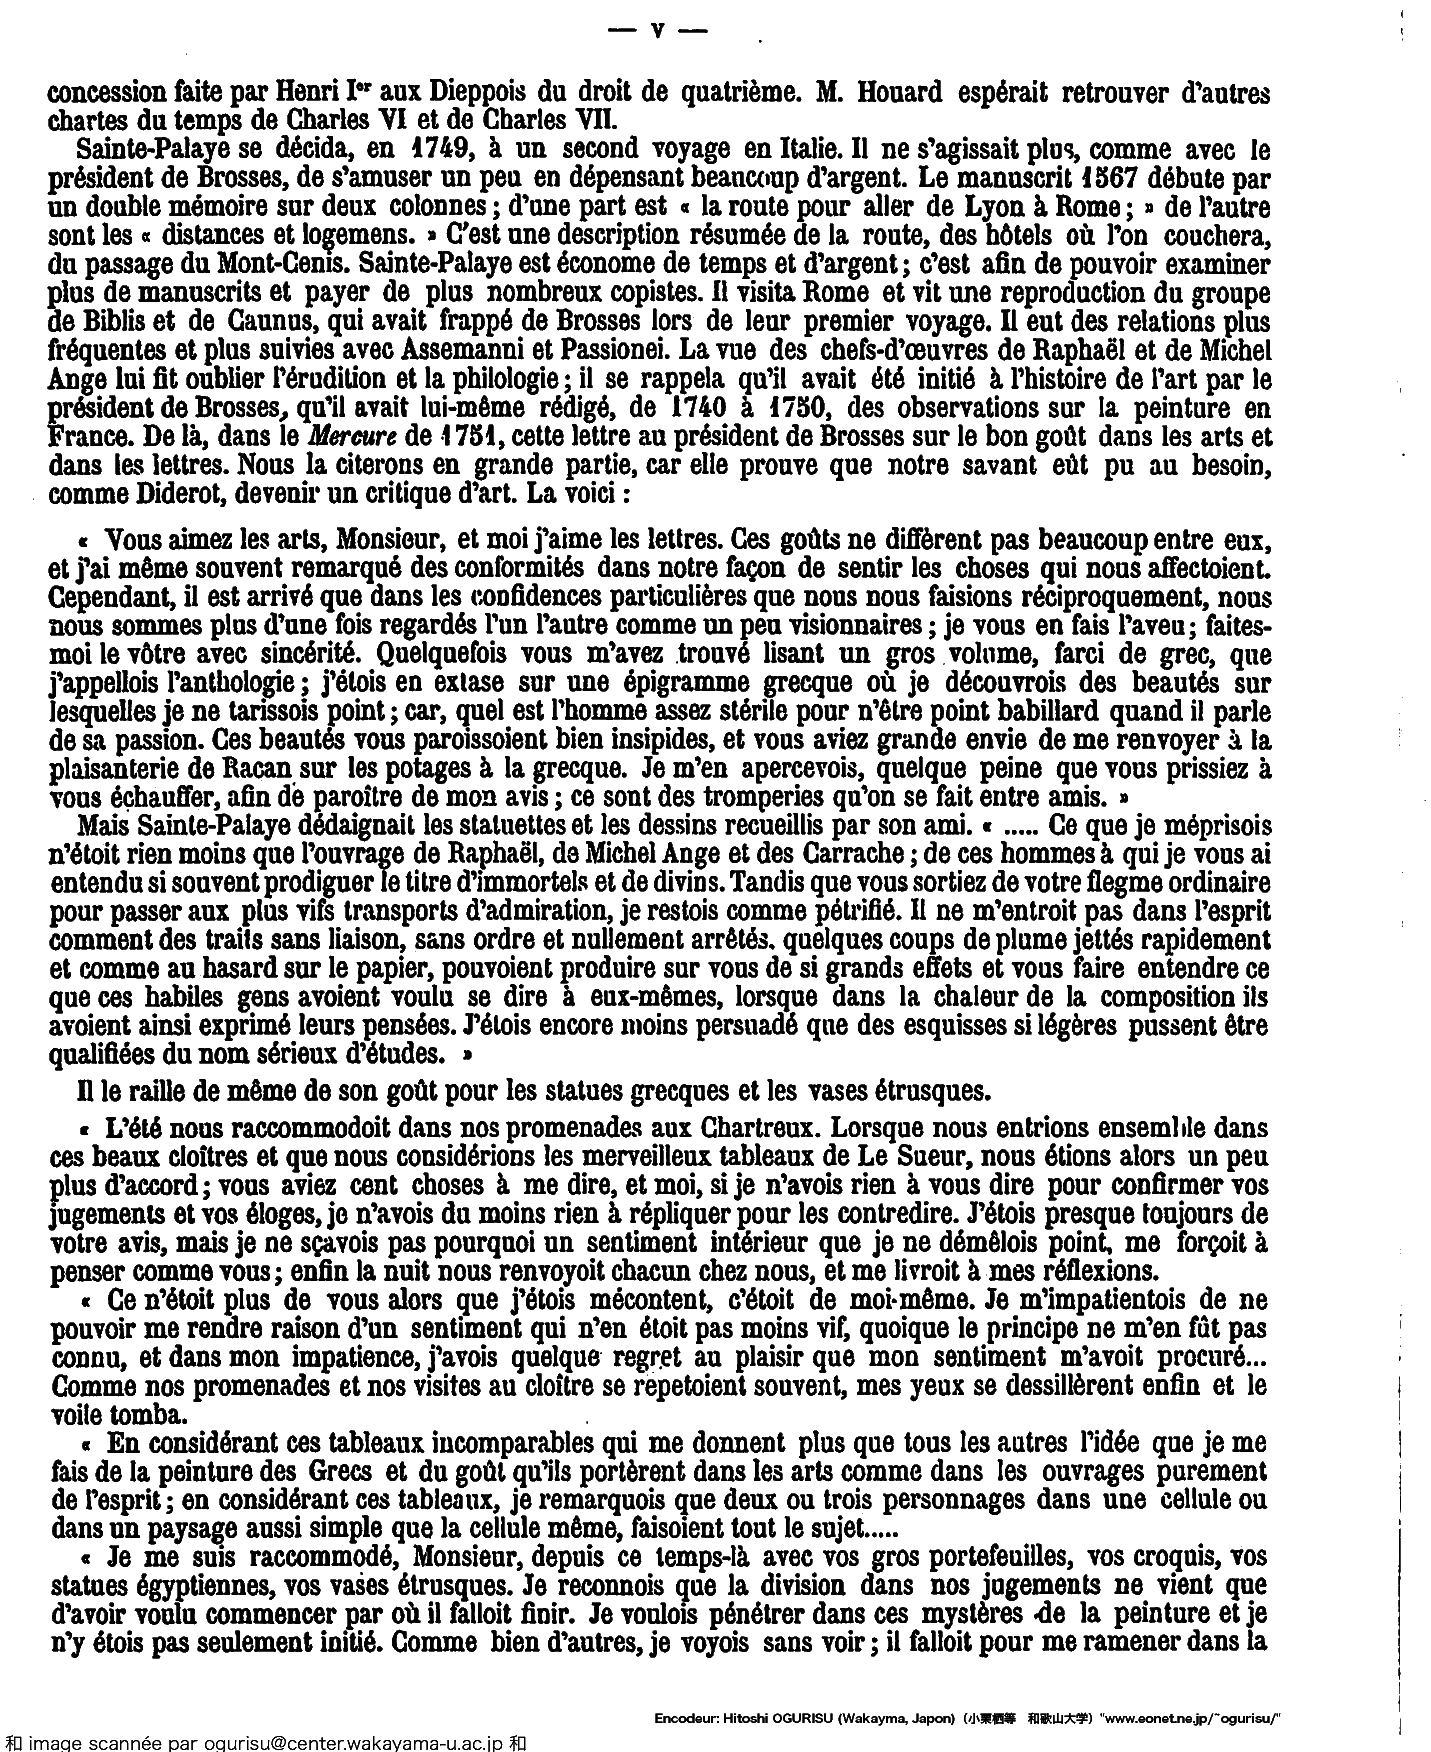 — V —
concession faite par Henri Ier aux Dieppois du droit de quatrième. M. Houard espérait retrouver d'autres
chartes du temps de Charles VI et de Charles VII.
Sainte-Palaye se décida, en 1749, à un second voyage en Italie. Il ne s'agissait plus, comme avec le
président de Brosses, de s'amuser un peu en dépensant beaucoup d'argent. Le manuscrit 1567 débute par
un double mémoire sur deux colonnes ; d'une part est « la route pour aller de Lyon à Rome ; » de l'autre
sont les « distances et logemens. » C'est une description résumée de la route, des hôtels où l'on couchera,
du passage du Mont-Cenis. Sainte-Palaye est économe de temps et d'argent ; c'est afin de pouvoir examiner
plus de manuscrits et payer de plus nombreux copistes. Il visita Rome et vit une reproduction du groupe
de Biblis et de Caunus, qui avait frappé de Brosses lors de leur premier voyage. Il eut des relations plus
fréquentes et plus suivies avec Assemanni et Passionei. La vue des chefs-d'œuvres de Raphaël et de Michel
Ange lui fit oublier l'érudition et la philologie ; il se rappela qu'il avait été initié à l'histoire de l'art par le
président de Brosses, qu'il avait lui-même rédigé, de 1740 à 1750, des observations sur la peinture en
France. De là, dans le Mercure de 1751, cette lettre au président de Brosses sur le bon goût dans les arts et
dans les lettres. Nous la citerons en grande partie, car elle prouve que notre savant eût pu au besoin,
comme Diderot, devenir un critique d'art. La voici :
« Vous aimez les arts, Monsieur, et moi j'aime les lettres. Ces goûts ne diffèrent pas beaucoup entre eux,
et j'ai même souvent remarqué des conformités dans notre façon de sentir les choses qui nous affectoient.
Cependant, il est arrivé que dans les confidences particulières que nous nous faisions réciproquement, nous
nous sommes plus d'une fois regardés l'un l'autre comme un peu visionnaires ; je vous en fais l'aveu ; faites-
moi le vôtre avec sincérité. Quelquefois vous m'avez trouvé lisant un gros volume, farci de grec, que
j'appellois l'anthologie ; j'étois en extase sur une épigramme grecque où je découvrois des beautés sur
lesquelles je ne tarissois point ; car, quel est l'homme assez stérile pour n'être point babillard quand il parle
de sa passion. Ces beautés vous paroissoient bien insipides, et vous aviez grande envie de me renvoyer à la
plaisanterie de Racan sur les potages à la grecque. Je m'en apercevois, quelque peine que vous prissiez à
vous échauffer, afin de paroître de mon avis ; ce sont des tromperies qu'on se fait entre amis. »
Mais Sainte-Palaye dédaignait les statuettes et les dessins recueillis par son ami. « ..... Ce que je méprisois
n'étoit rien moins que l'ouvrage de Raphaël, de Michel Ange et des Carrache ; de ces hommes à qui je vous ai
entendu si souvent prodiguer le titre d'immortels et de divins. Tandis que vous sortiez de votre flegme ordinaire
pour passer aux plus vifs transports d'admiration, je restois comme pétrifié. Il ne m'entroit pas dans l'esprit
comment des traits sans liaison, sans ordre et nullement arrêtés, quelques coups de plume jettés rapidement
et comme au hasard sur le papier, pouvoient produire sur vous de si grands effets et vous faire entendre ce
que ces habiles gens avoient voulu se dire à eux-mêmes, lorsque dans la chaleur de la composition ils
avoient ainsi exprimé leurs pensées. J'étois encore moins persuadé que des esquisses si légères pussent être
qualifiées du nom sérieux d'études. »
Il le raille de même de son goût pour les statues grecques et les vases étrusques.
« L'été nous raccommodoit dans nos promenades aux Chartreux. Lorsque nous entrions ensemble dans
ces beaux cloîtres et que nous considérions les merveilleux tableaux de Le Sueur, nous étions alors un peu
plus d'accord ; vous aviez cent choses à me dire, et moi, si je n'avois rien à vous dire pour confirmer vos
jugements et vos éloges, je n'avois du moins rien à répliquer pour les contredire. J'étois presque toujours de
votre avis, mais je ne sçavois pas pourquoi un sentiment intérieur que je ne démêlois point, me forçoit à
penser comme vous ; enfin la nuit nous renvoyoit chacun chez nous, et me livroit à mes réflexions.
« Ce n'étoit plus de vous alors que j'étois mécontent, c'étoit de moi-même. Je m'impatientois de ne
pouvoir me rendre raison d'un sentiment qui n'en étoit pas moins vif, quoique le principe ne m'en fût pas
connu, et dans mon impatience, j'avois quelque regret au plaisir que mon sentiment m'avoit procuré...
Comme nos promenades et nos visites au cloître se répetoient souvent, mes yeux se dessillèrent enfin et le
voile tomba.
« En considérant ces tableaux incomparables qui me donnent plus que tous les autres l'idée que je me
fais de la peinture des Grecs et du goût qu'ils portèrent dans les arts comme dans les ouvrages purement
de l'esprit ; en considérant ces tableaux, je remarquois que deux ou trois personnages dans une cellule ou
dans un paysage aussi simple que la cellule même, faisoient tout le sujet.....
« Je me suis raccommodé, Monsieur, depuis ce temps-là avec vos gros portefeuilles, vos croquis, vos
statues égyptiennes, vos vases étrusques. Je reconnois que la division dans nos jugements ne vient que
d'avoir voulu commencer par où il falloit finir. Je voulois pénétrer dans ces mystères de la peinture et je
n'y étois pas seulement initié. Comme bien d'autres, je voyois sans voir ; il falloit pour me ramener dans la
Encodeur: Hitoshi OGURISU (Wakayma, Japon) (小栗栖等 和歌山大学) "www.eonet.ne.jp/~ogurisu/"
和 image scannée par ogurisu@center.wakayama-u.ac.jp 和